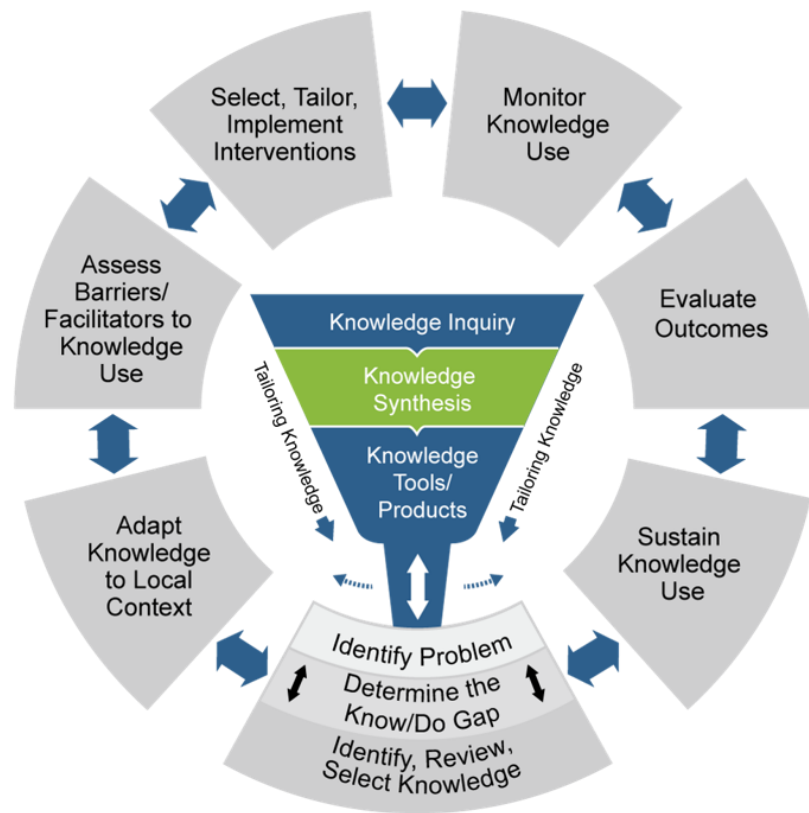 Select, Tailor,
Implement
Interventions
Monitor
Knowledge
Use
Assess
Barriers/
Facilitators to
Knowledge
Use
Evaluate
Outcomes
Knowledge Inquiry
Knowledge
Synthesis
Knowledge
Tools/
Products
Tailoring Knowledge
Tailoring Knowledge
Adapt
Knowledge
to Local
Context
Sustain
Knowledge
Use
Identify Problem
Determine the
Know/Do Gap
Identify, Review,
Select Knowledge